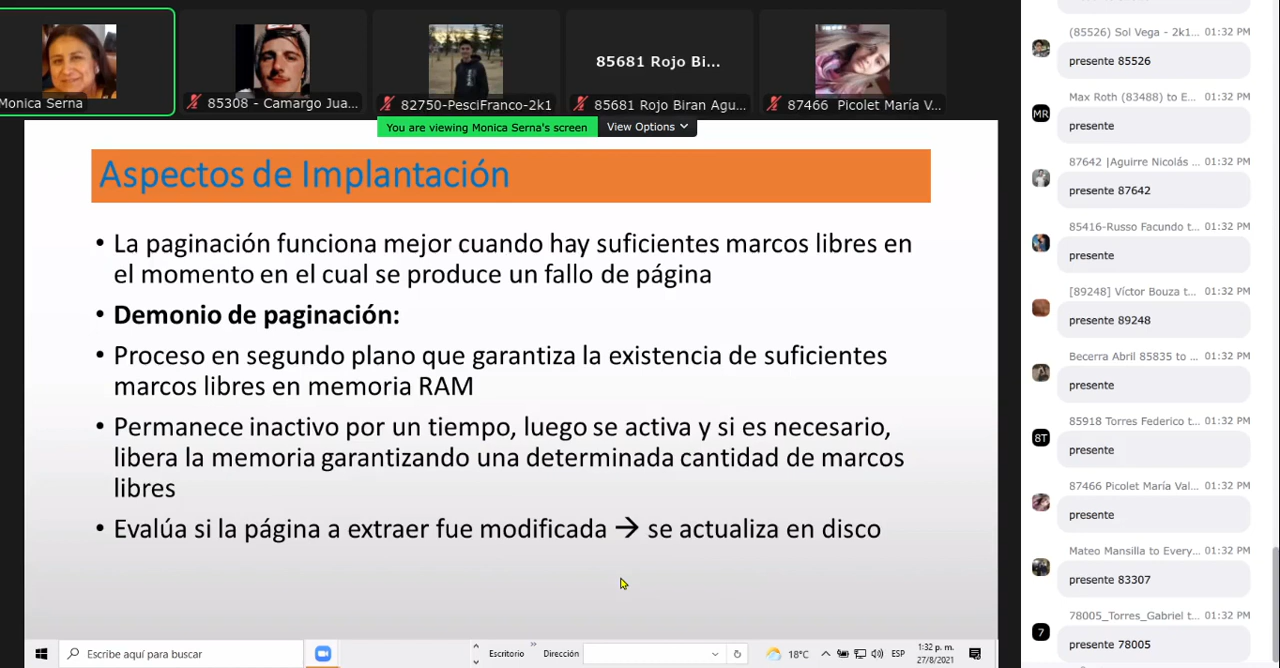 Monica Serna
85308 - Camargo Jua...
82750-PesciFranco-2k1
85681 Rojo Bi...
85681 Rojo Biran Agu...
87466 Picolet María V...
You are viewing Monica Serna's screen
View Options
Aspectos de Implantación
• La paginación funciona mejor cuando hay suficientes marcos libres en
el momento en el cual se produce un fallo de página
• Demonio de paginación:
• Proceso en segundo plano que garantiza la existencia de suficientes
marcos libres en memoria RAM
• Permanece inactivo por un tiempo, luego se activa y si es necesario,
libera la memoria garantizando una determinada cantidad de marcos
libres
• Evalúa si la página a extraer fue modificada → se actualiza en disco
Escribe aquí para buscar
Escritorio
»
Dirección
18°C
ESP
1:32 p. m.
27/8/2021
(85526) Sol Vega - 2k1... 01:32 PM
presente 85526
Max Roth (83488) to E... 01:32 PM
MR
presente
87642 |Aguirre Nicolás ... 01:32 PM
presente 87642
85416-Russo Facundo t... 01:32 PM
presente
[89248] Víctor Bouza t... 01:32 PM
presente 89248
Becerra Abril 85835 to ... 01:32 PM
presente
85918 Torres Federico t... 01:32 PM
8T
presente
87466 Picolet María Val... 01:32 PM
presente
Mateo Mansilla to Every... 01:32 PM
presente 83307
78005_Torres_Gabriel t... 01:32 PM
7
presente 78005